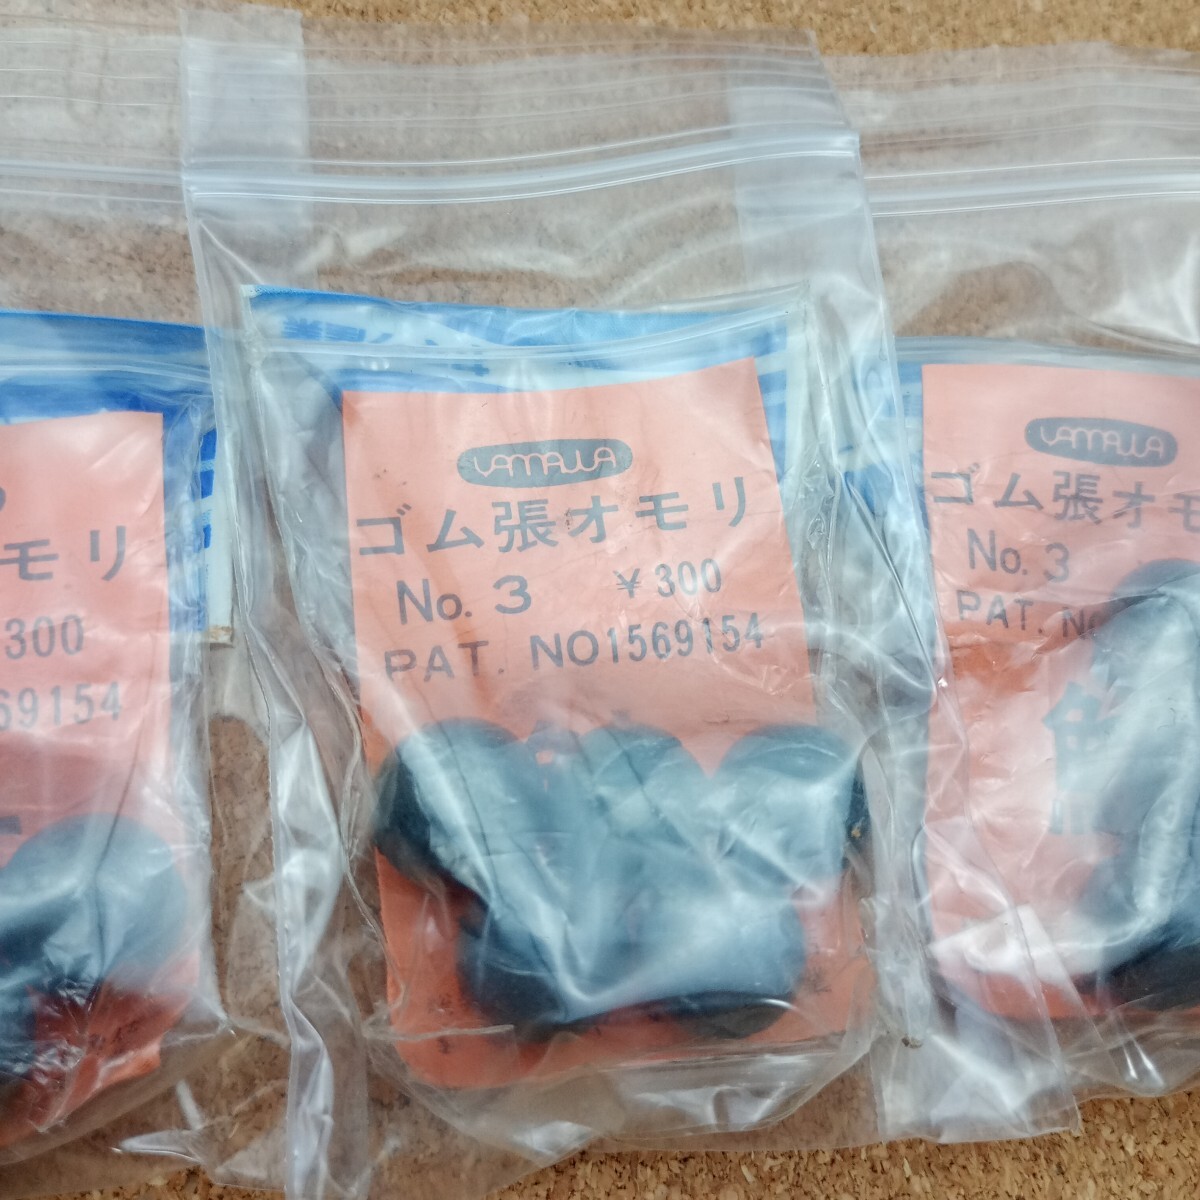 モリ
300
69154
YAMAWA
ゴム張オモリ
No. 3 ¥300
PAT. NO1569154
YAMAWA
ゴム張オモ
No. 3
PAT. No